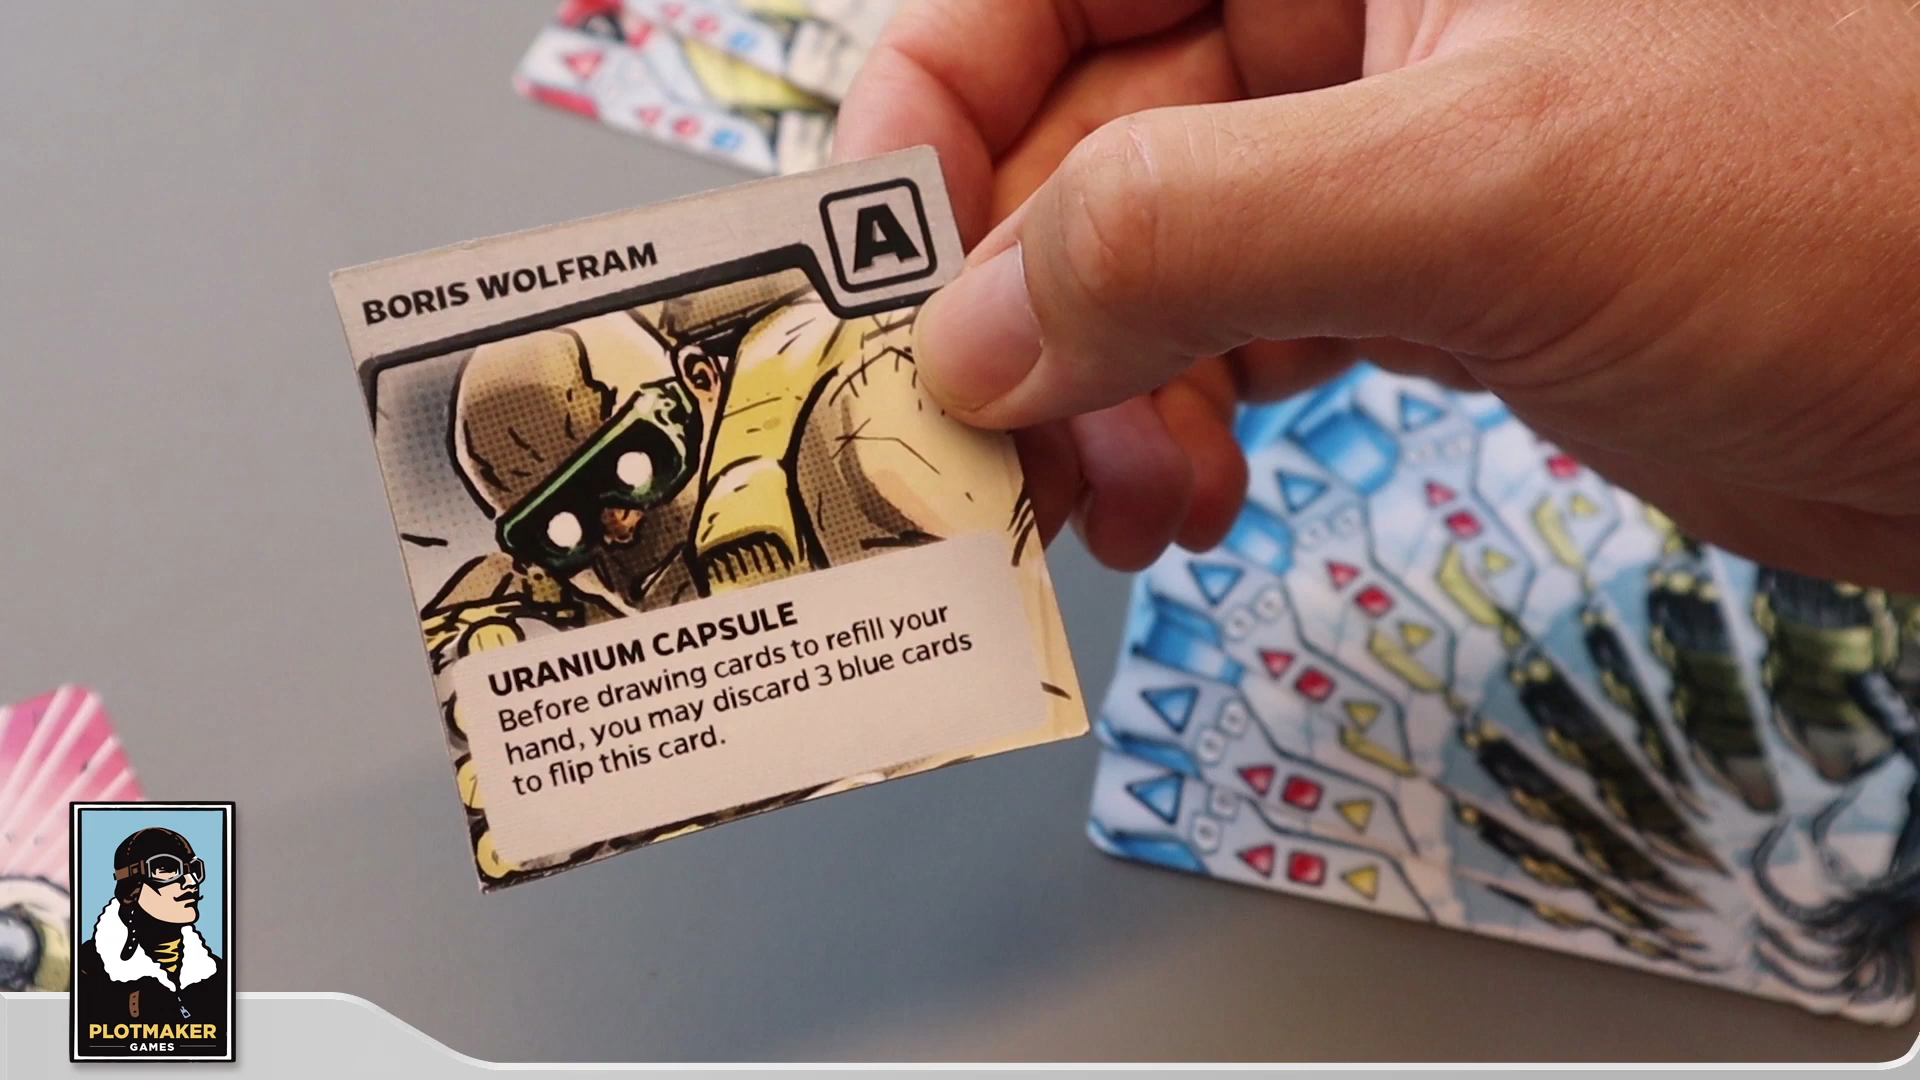 BORIS WOLFRAM
A
URANIUM CAPSULE
Before drawing cards to refill your
hand, you may discard 3 blue cards
to flip this card.
PLOTMAKER
GAMES